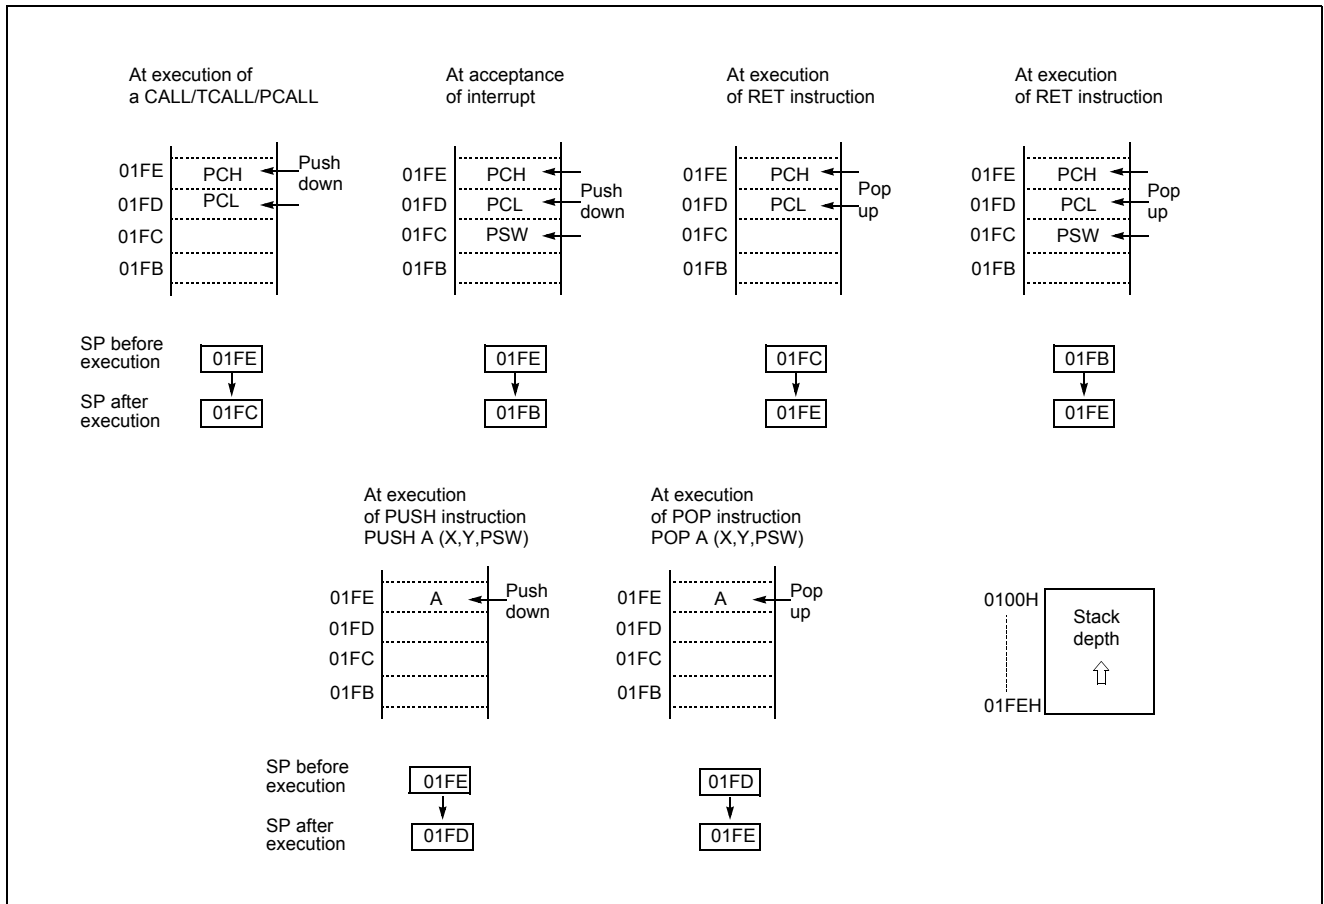 At execution of
a CALL/TCALL/PCALL
01FE PCH Push
down
01FD PCL
01FC
01FB
SP before
execution 01FE
SP after
execution 01FC
At acceptance
of interrupt
01FE PCH
01FD PCL Push
down
01FC PSW
01FB
01FE
01FB
At execution
of RET instruction
01FE PCH
01FD PCL Pop
up
01FC
01FB
01FC
01FE
At execution
of RET instruction
01FE PCH
01FD PCL Pop
up
01FC PSW
01FB
01FB
01FE
At execution
of PUSH instruction
PUSH A (X,Y,PSW)
01FE A Push
down
01FD
01FC
01FB
SP before
execution 01FE
SP after
execution 01FD
At execution
of POP instruction
POP A (X,Y,PSW)
01FE A Pop
up
01FD
01FC
01FB
01FD
01FE
0100H
Stack
depth
01FEH